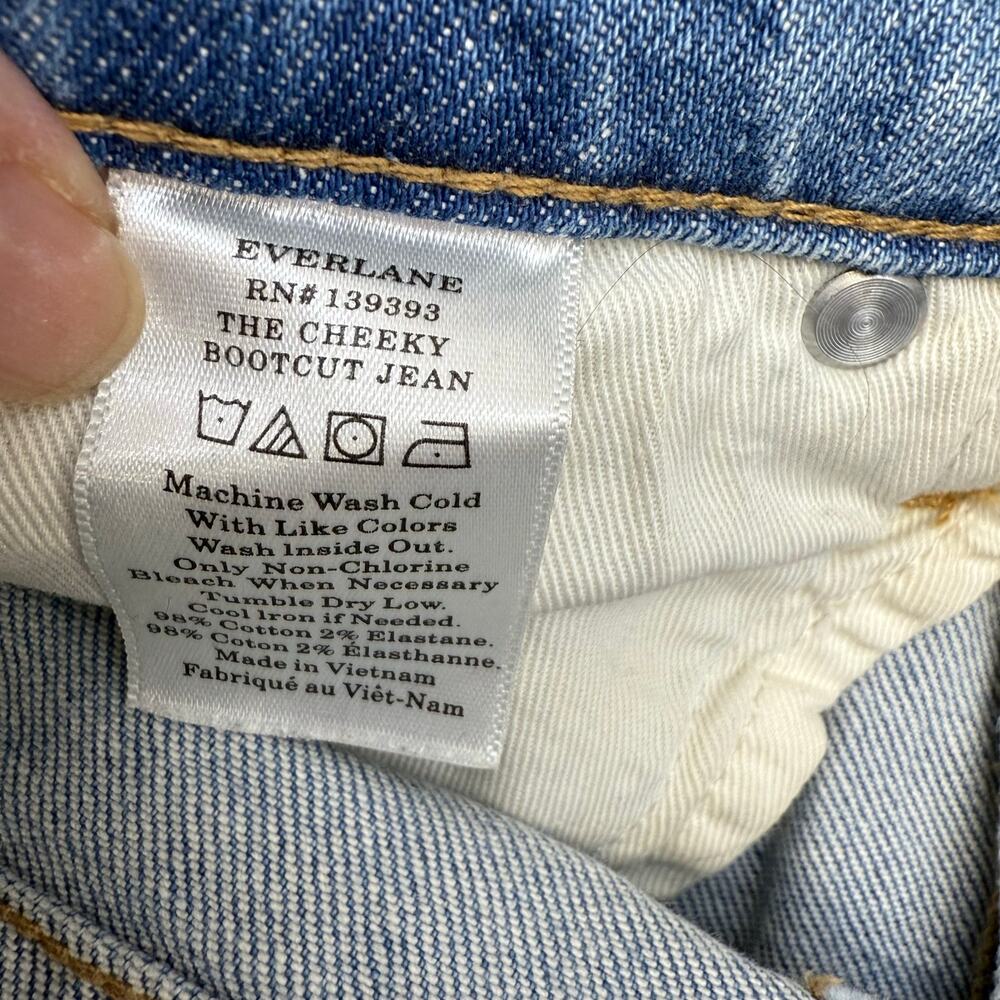 EVERLANE
RN# 139393
THE CHEEKY
BOOTCUT JEAN
Machine Wash Cold
With Like Colors
Wash Inside Out.
Only Non-Chlorine
Bleach When Necessary
Tumble Dry Low.
Cool Iron if Needed.
98% Cotton 2% Elastane.
98% Coton 2% Élasthanne.
Made in Vietnam
Fabriqué au Viêt-Nam